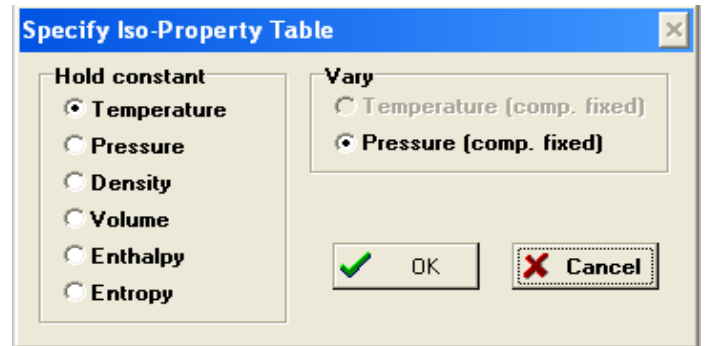 Specify Iso-Property Table
Hold constant
Temperature
Pressure
Density
Volume
Enthalpy
Entropy
Vary
Temperature (comp. fixed)
Pressure (comp. fixed)
OK
Cancel